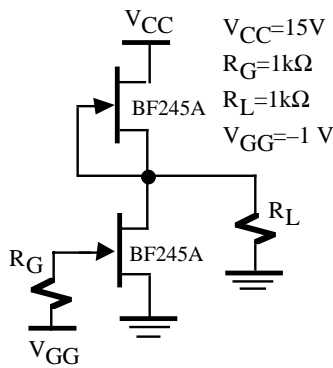 VCC
BF245A
BF245A
RG
VGG
RL
VCC=15V
RG=1kΩ
RL=1kΩ
VGG=–1 V